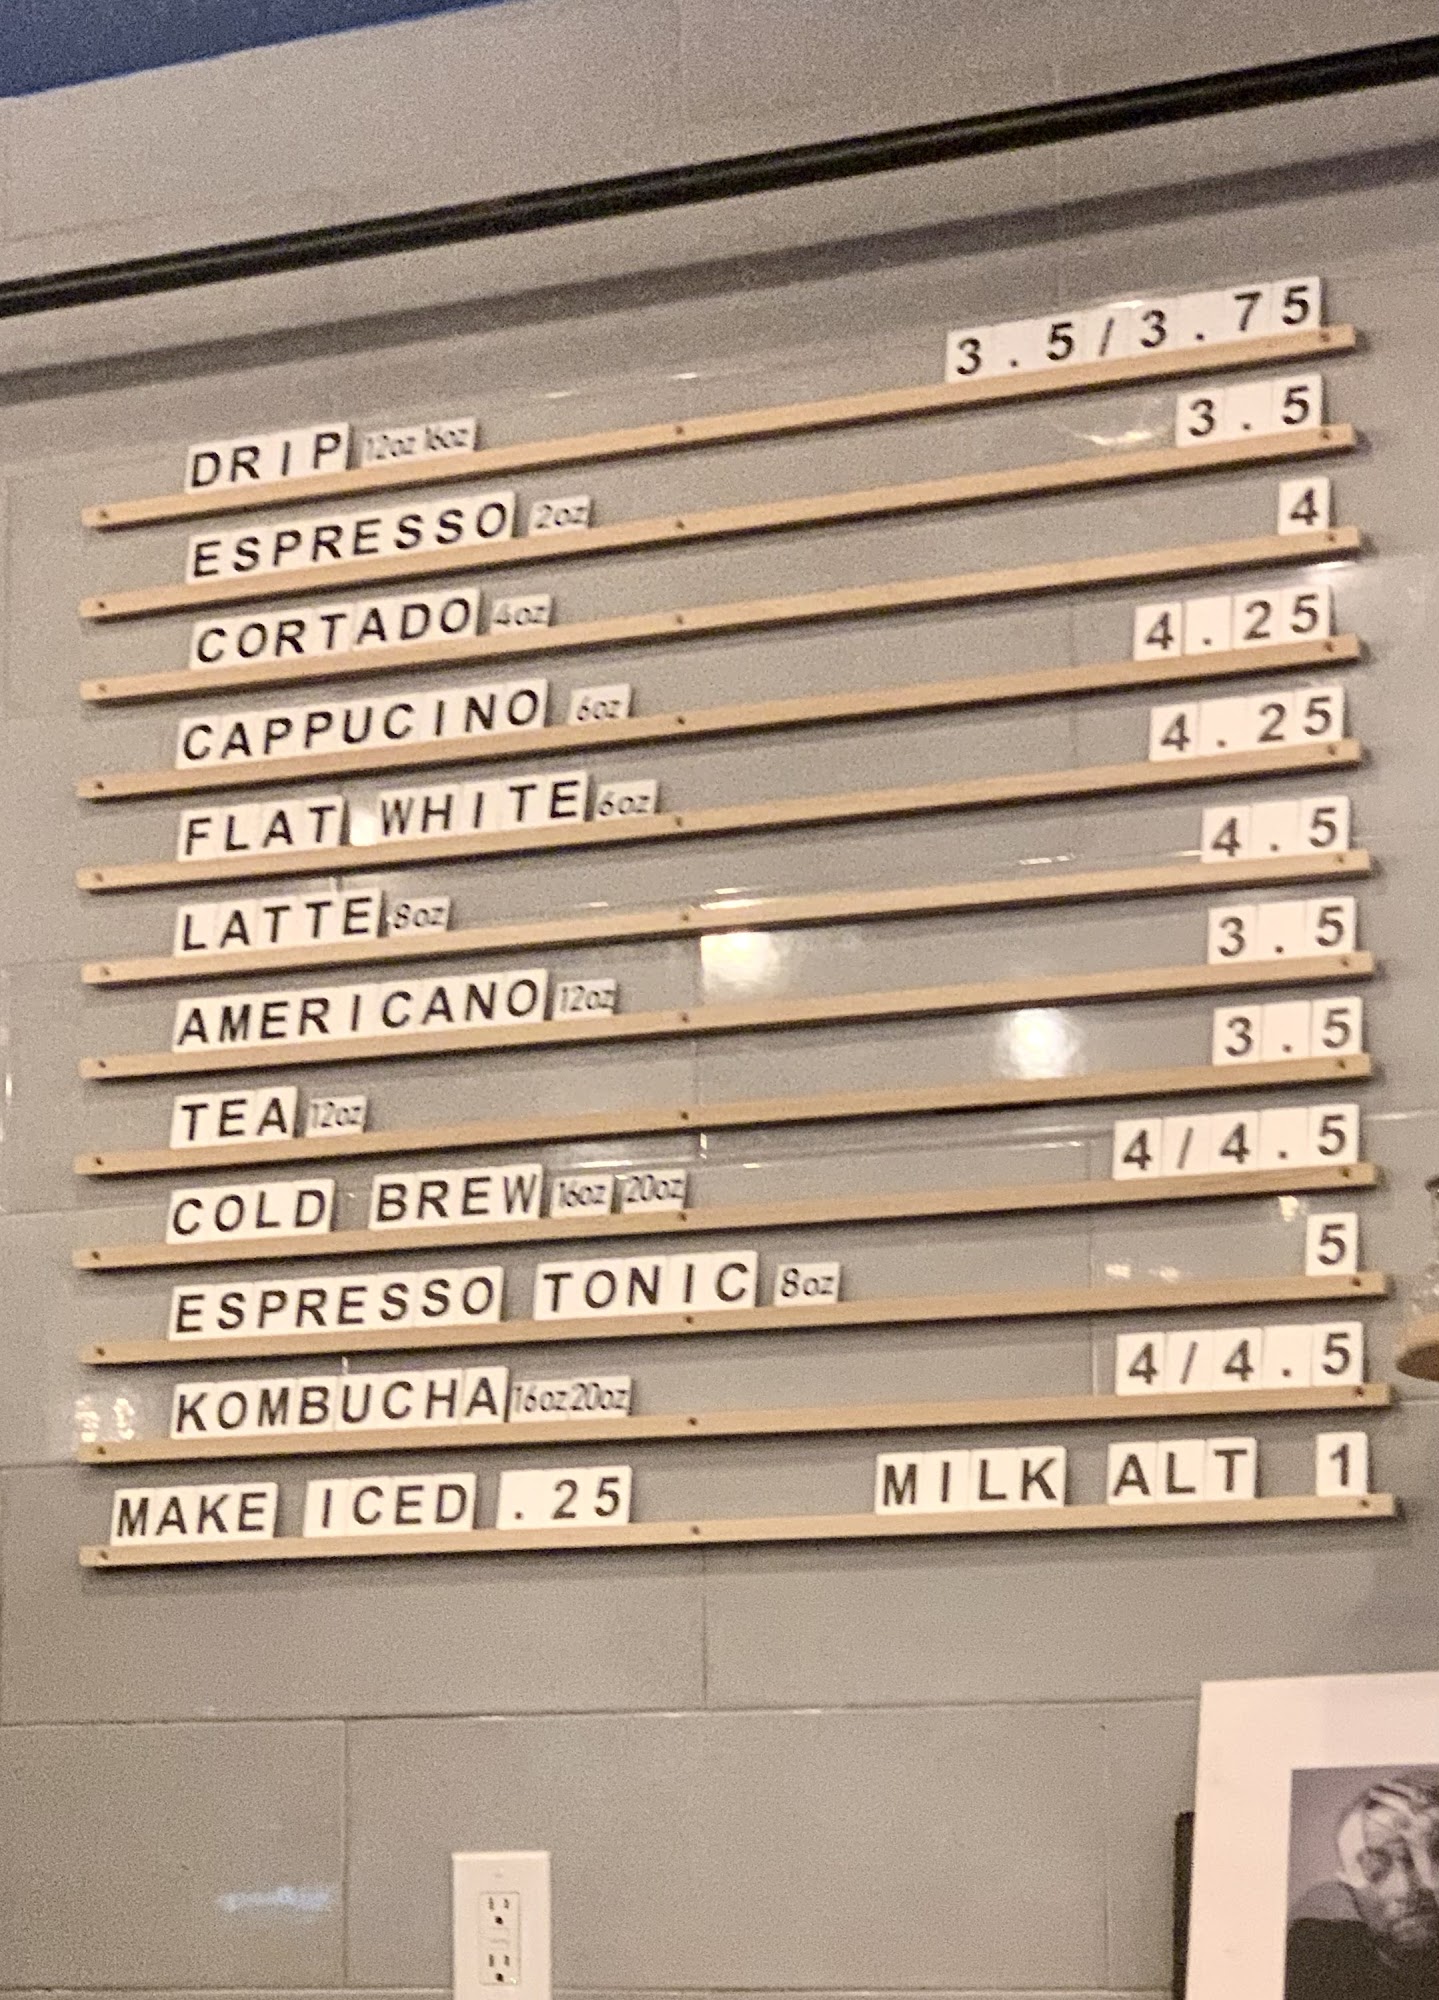 DRIP 12oz 16oz 3.5/3.75
ESPRESSO 2oz 3.5
CORTADO 4oz 4
CAPPUCINO 6oz 4.25
FLAT WHITE 6oz 4.25
LATTE 8oz 4.5
AMERICANO 12oz 3.5
TEA 12oz 3.5
COLD BREW 16oz 20oz 4/4.5
ESPRESSO TONIC 8oz 5
KOMBUCHA 16oz 20oz 4/4.5
MAKE ICED .25 MILK ALT 1